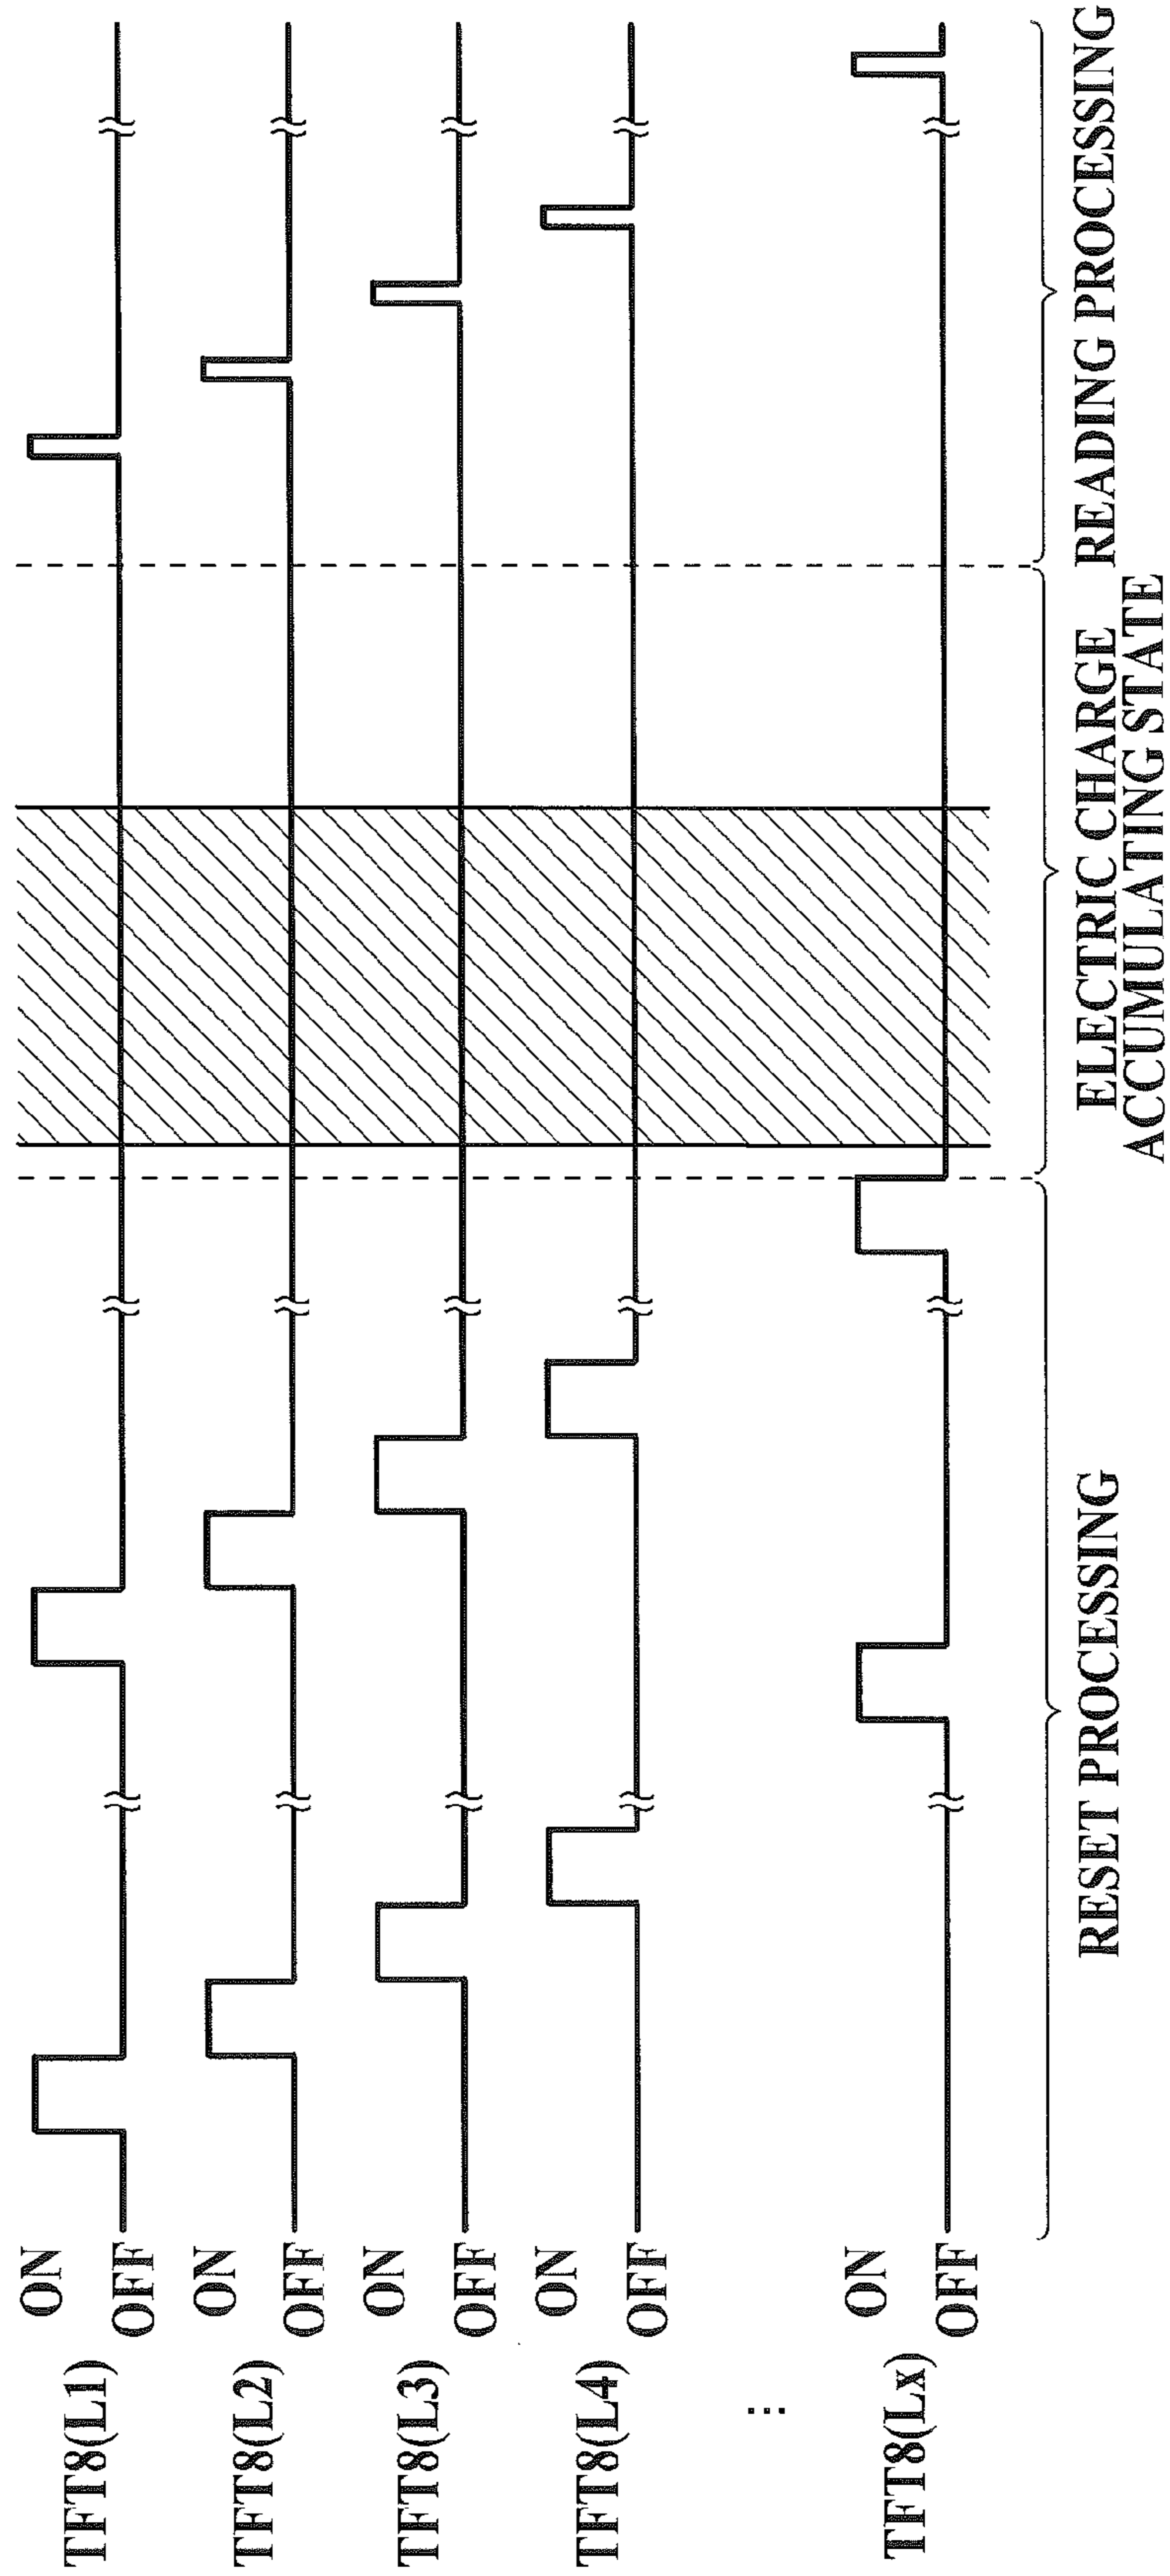 TFT8(L1)
ON
OFF
TFT8(L2)
ON
OFF
TFT8(L3)
ON
OFF
TFT8(L4)
ON
OFF
...
TFT8(Lx)
ON
OFF
RESET PROCESSING
ELECTRIC CHARGE
ACCUMULATING STATE
READING PROCESSING